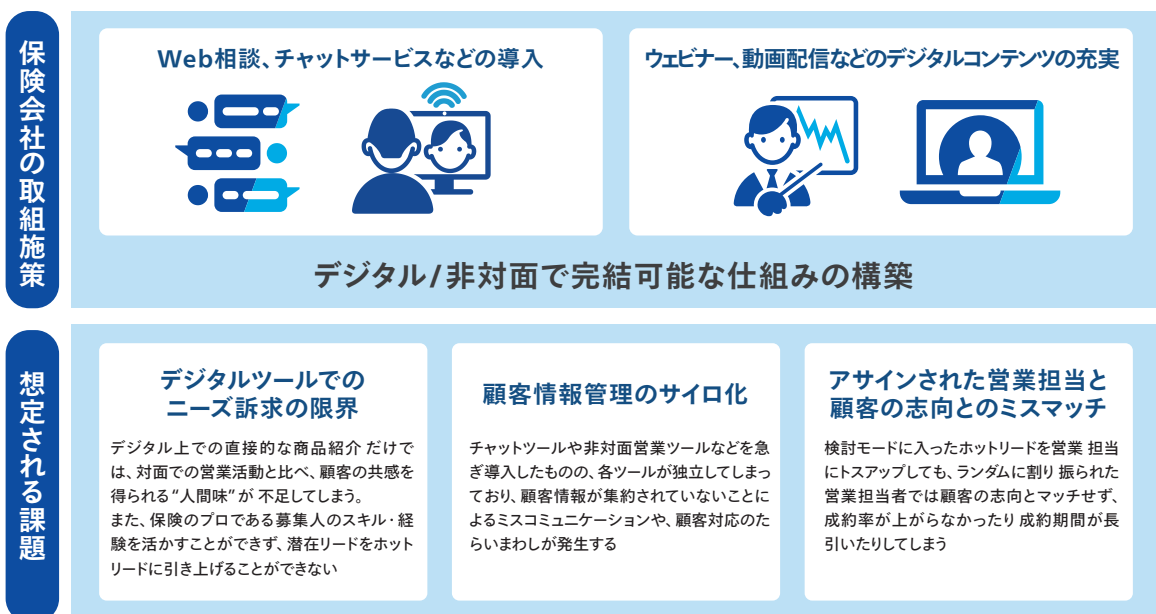 保険会社の取組施策
Web相談、チャットサービスなどの導入
ウェビナー、動画配信などのデジタルコンテンツの充実
デジタル/非対面で完結可能な仕組みの構築
想定される課題
デジタルツールでの
ニーズ訴求の限界
デジタル上での直接的な商品紹介 だけで
は、対面での営業活動と比べ、顧客の共感を
得られる“人間味”が 不足してしまう。
また、保険のプロである募集人のスキル・経
験を活かすことができず、潜在リードをホット
リードに引き上げることができない
顧客情報管理のサイロ化
チャットツールや非対面営業ツールなどを急
ぎ導入したものの、各ツールが独立してしまっ
ており、顧客情報が集約されていないことに
よるミスコミュニケーションや、顧客対応のた
らいまわしが発生する
アサインされた営業担当と
顧客の志向とのミスマッチ
検討モードに入ったホットリードを営業 担当
にトスアップしても、ランダムに割り 振られた
営業担当者では顧客の志向とマッチせず、
成約率が上がらなかったり 成約期間が長
引いたりしてしまう